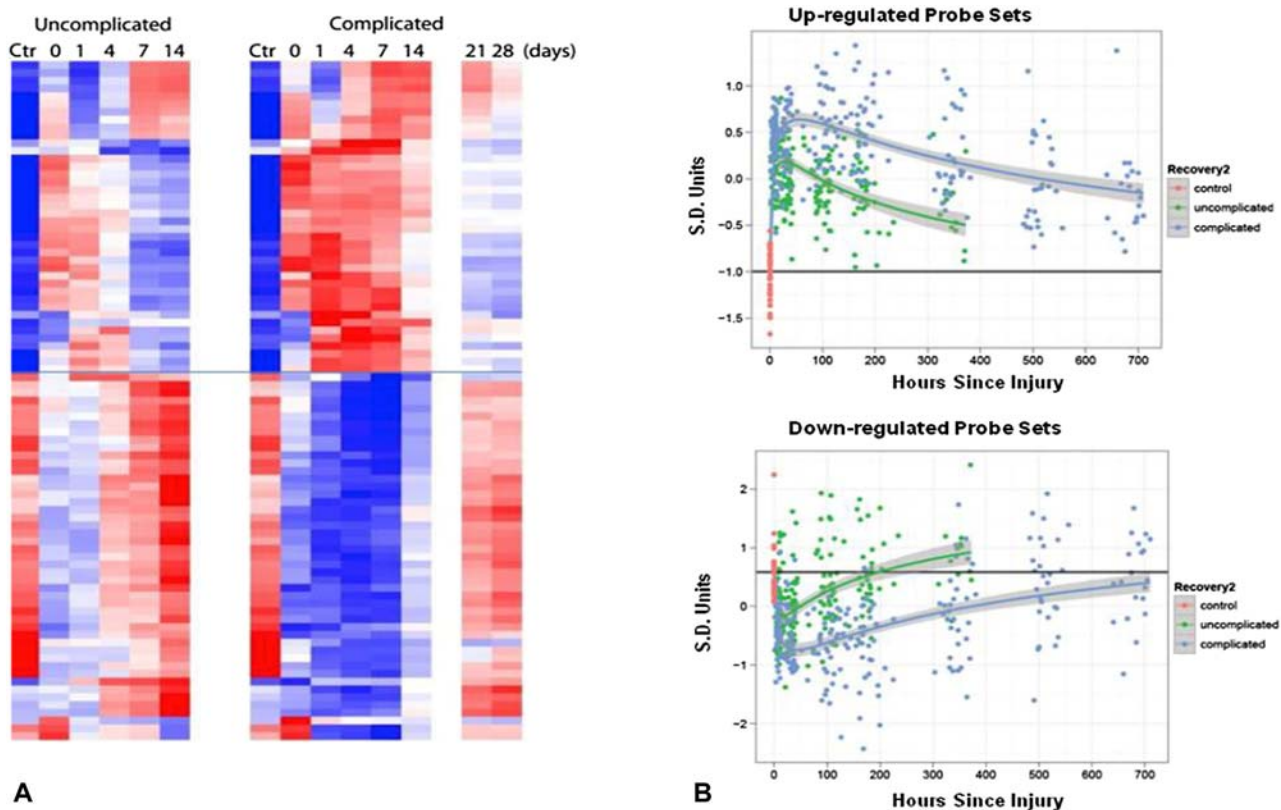 Uncomplicated Complicated
Ctr 0 1 4 7 14 Ctr 0 1 4 7 14 21 28 (days)
A
Up-regulated Probe Sets
1.0
0.5
0.0
-0.5
-1.0
-1.5
S.D. Units
0 100 200 300 400 500 600 700
Hours Since Injury
Recovery2
control
uncomplicated
complicated
Down-regulated Probe Sets
2
1
0
-1
-2
S.D. Units
0 100 200 300 400 500 600 700
Hours Since Injury
Recovery2
control
uncomplicated
complicated
B